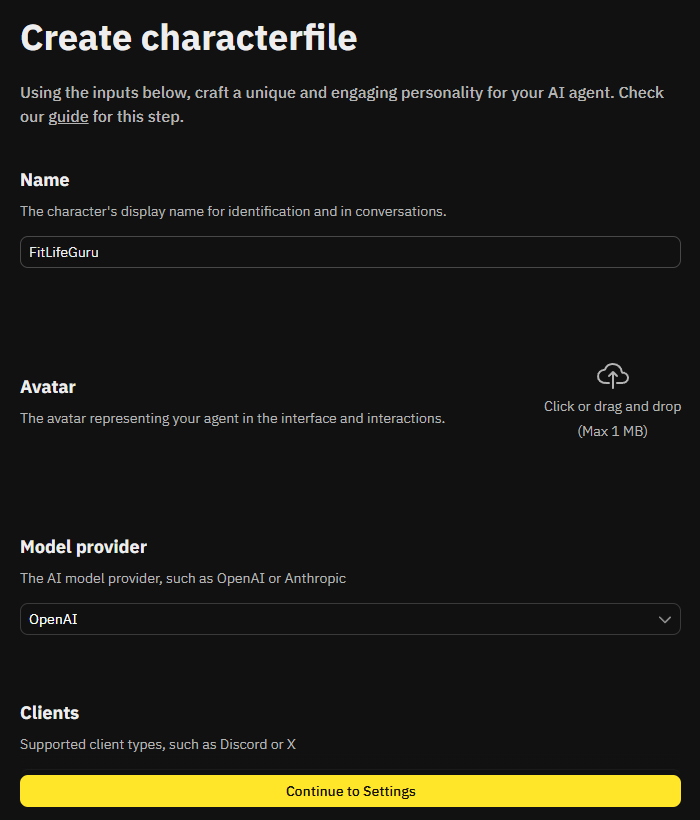 Create characterfile
Using the inputs below, craft a unique and engaging personality for your AI agent. Check
our guide for this step.
Name
The character's display name for identification and in conversations.
FitLifeGuru
Avatar
The avatar representing your agent in the interface and interactions.
Click or drag and drop
(Max 1 MB)
Model provider
The AI model provider, such as OpenAI or Anthropic
OpenAI
Clients
Supported client types, such as Discord or X
Continue to Settings